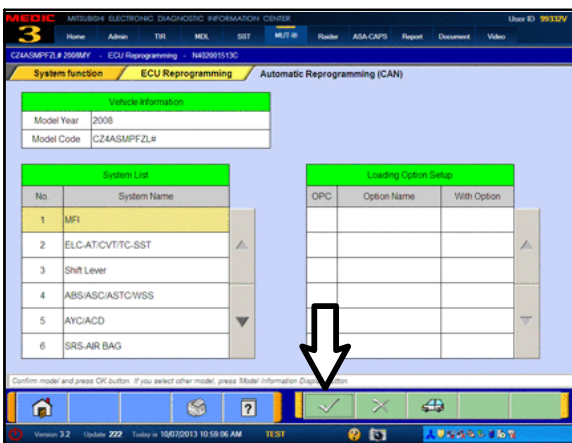 MEDIC MITSUBISHI ELECTRONIC DIAGNOSTIC INFORMATION CENTER User ID 99337V
3 Home Admin TIR MDL SST MUT-III Raider ASA-CAPS Report Document Video
CZ4ASMPFZL# 2008MY - ECU Reprogramming - N402001513C
System function ECU Reprogramming Automatic Reprogramming (CAN)
Vehicle Information
Model Year 2008
Model Code CZ4ASMPFZL#
System List Loading Option Setup
No. System Name OPC Option Name With Option
1 MFI
2 ELC-AT/CVT/TC-SST
3 Shift Lever
4 ABS/ASC/ASTC/WSS
5 AYC/ACD
6 SRS-AIR BAG
Confirm model and press OK button. If you select other model, press 'Model Information Display' button.
?
Version 3.2 Update 222 Today is 10/07/2013 10:59:06 AM TEST ?